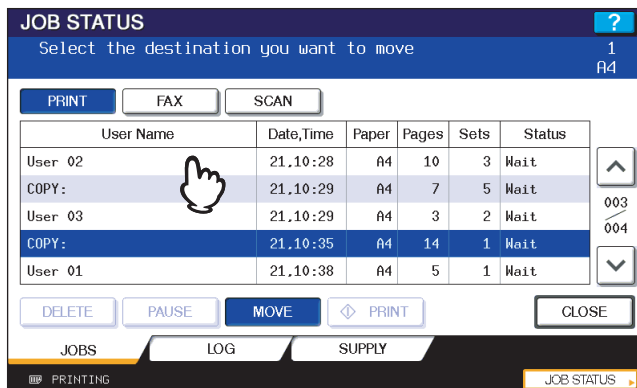 JOB STATUS ?
Select the destination you want to move 1
A4
PRINT FAX SCAN
User Name Date,Time Paper Pages Sets Status
User 02 21,10:28 A4 10 3 Wait
COPY: 21,10:29 A4 7 5 Wait
User 03 21,10:29 A4 3 2 Wait
COPY: 21,10:35 A4 14 1 Wait
User 01 21,10:38 A4 5 1 Wait
003
004
DELETE PAUSE MOVE PRINT CLOSE
JOBS LOG SUPPLY
PRINTING JOB STATUS